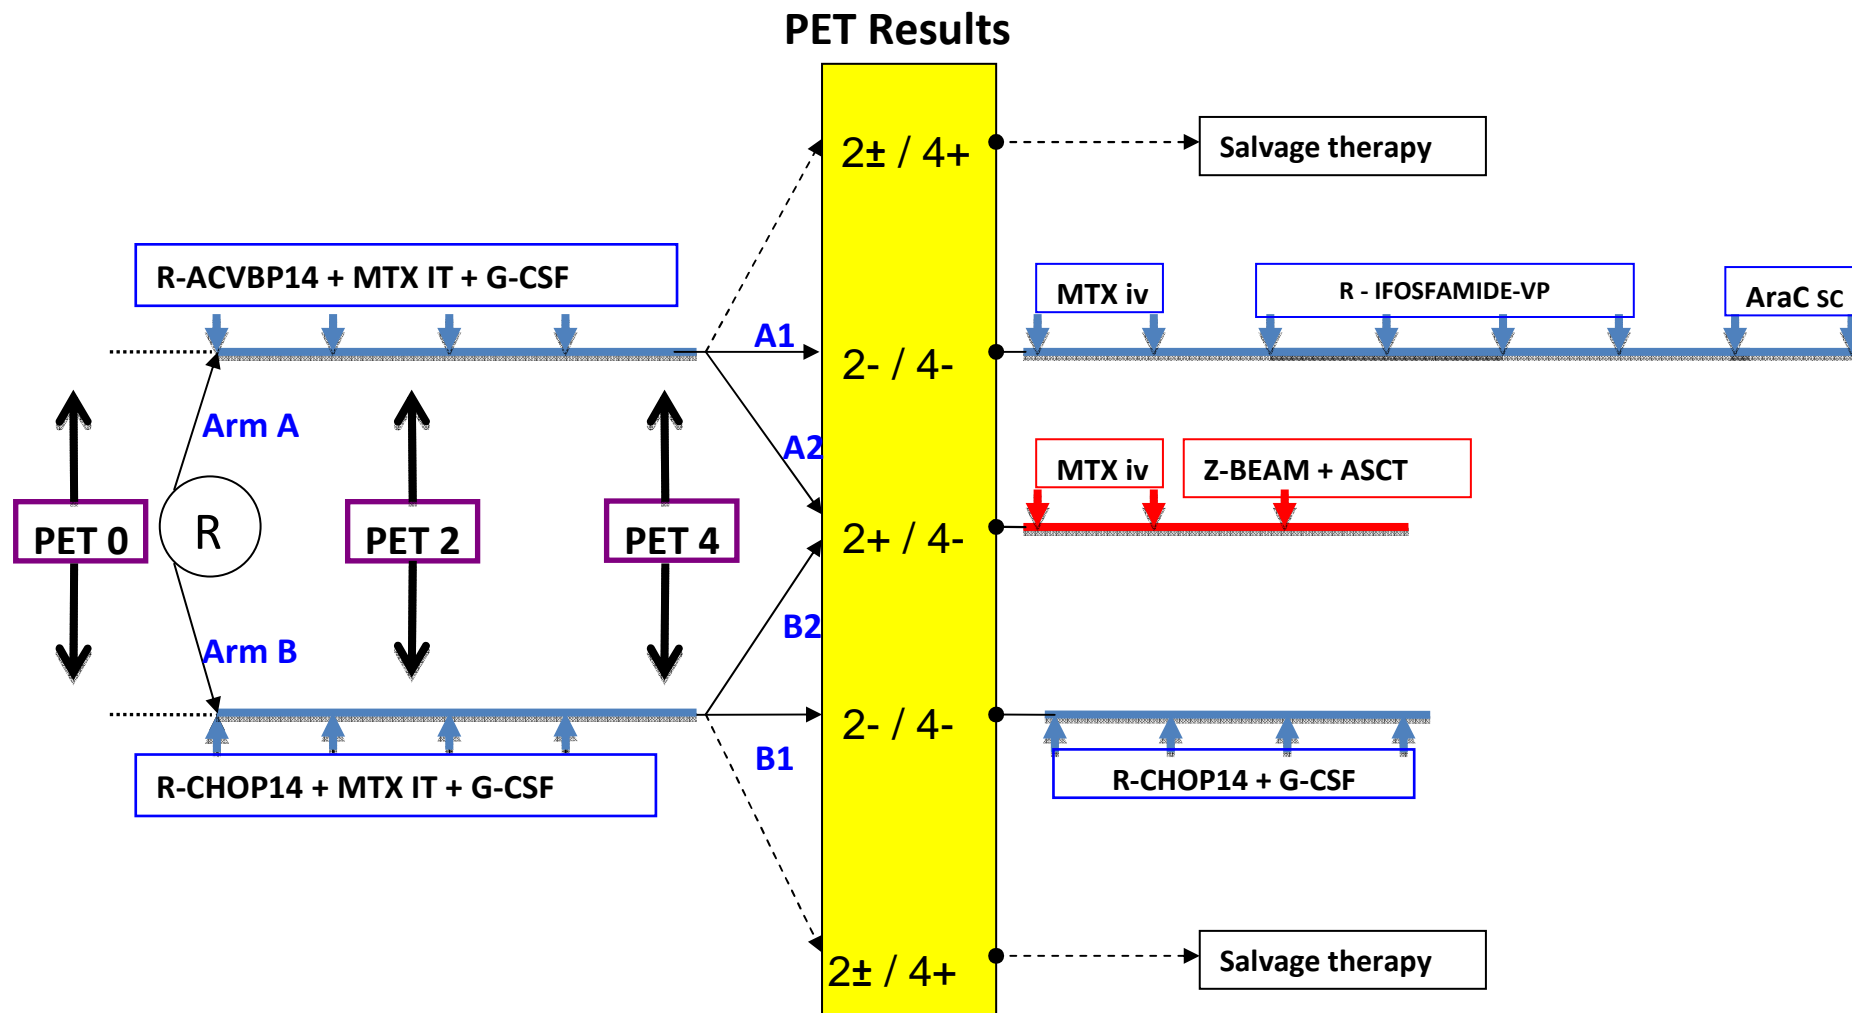 PET Results
2± / 4+
Salvage therapy
R-ACVBP14 + MTX IT + G-CSF
MTX iv
R - IFOSFAMIDE-VP
AraC SC
A1
2- / 4-
Arm A
A2
MTX iv
Z-BEAM + ASCT
PET 0
R
PET 2
PET 4
2+ / 4-
B2
Arm B
2- / 4-
B1
R-CHOP14 + MTX IT + G-CSF
R-CHOP14 + G-CSF
2± / 4+
Salvage therapy